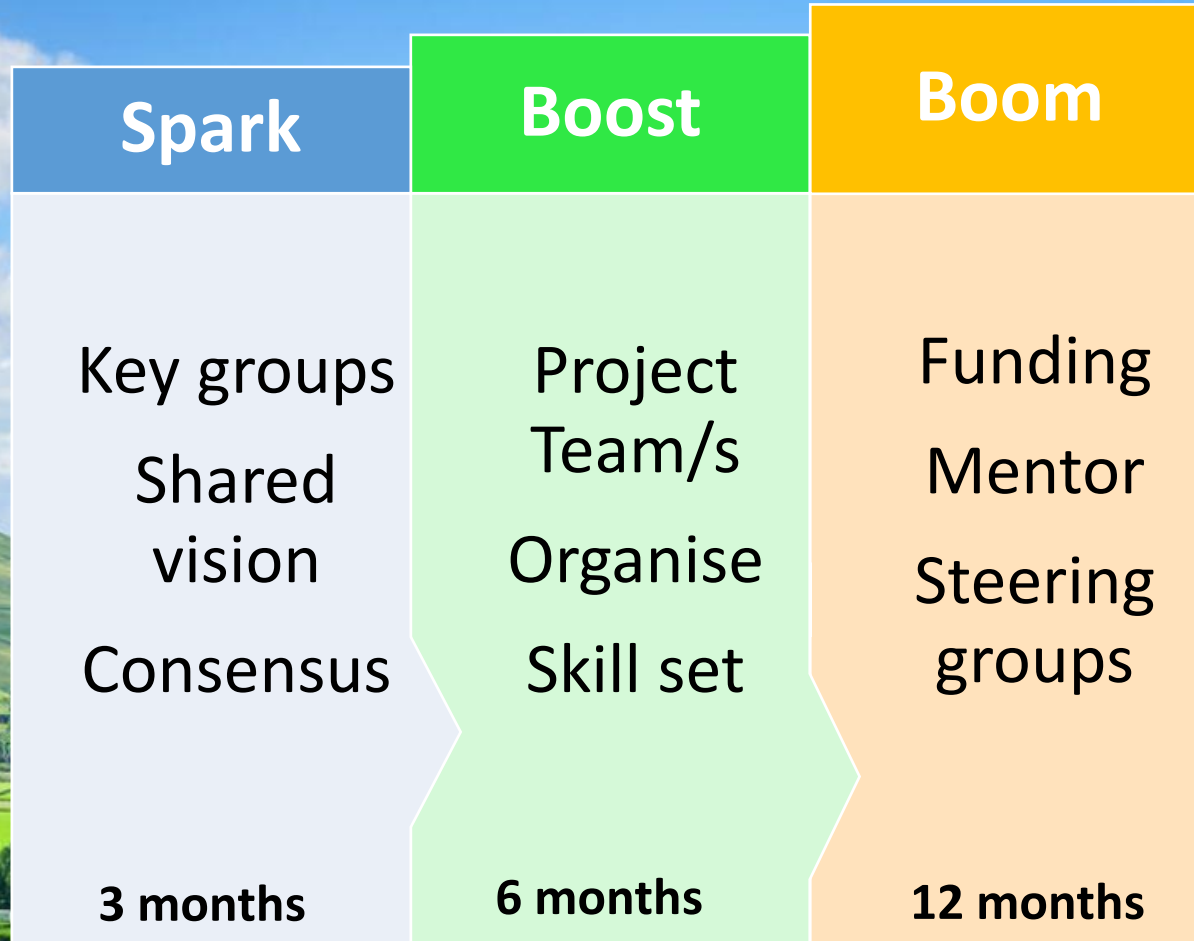 Spark
Key groups
Shared
vision
Consensus
3 months
Boost
Project
Team/s
Organise
Skill set
6 months
Boom
Funding
Mentor
Steering
groups
12 months